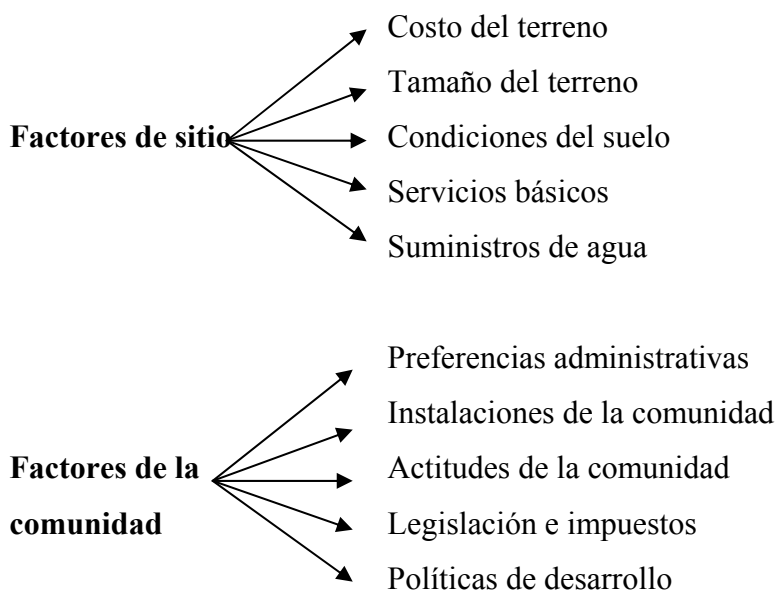 Costo del terreno
Tamaño del terreno
Factores de sitio
Condiciones del suelo
Servicios básicos
Suministros de agua
Preferencias administrativas
Instalaciones de la comunidad
Factores de la
comunidad
Actitudes de la comunidad
Legislación e impuestos
Políticas de desarrollo